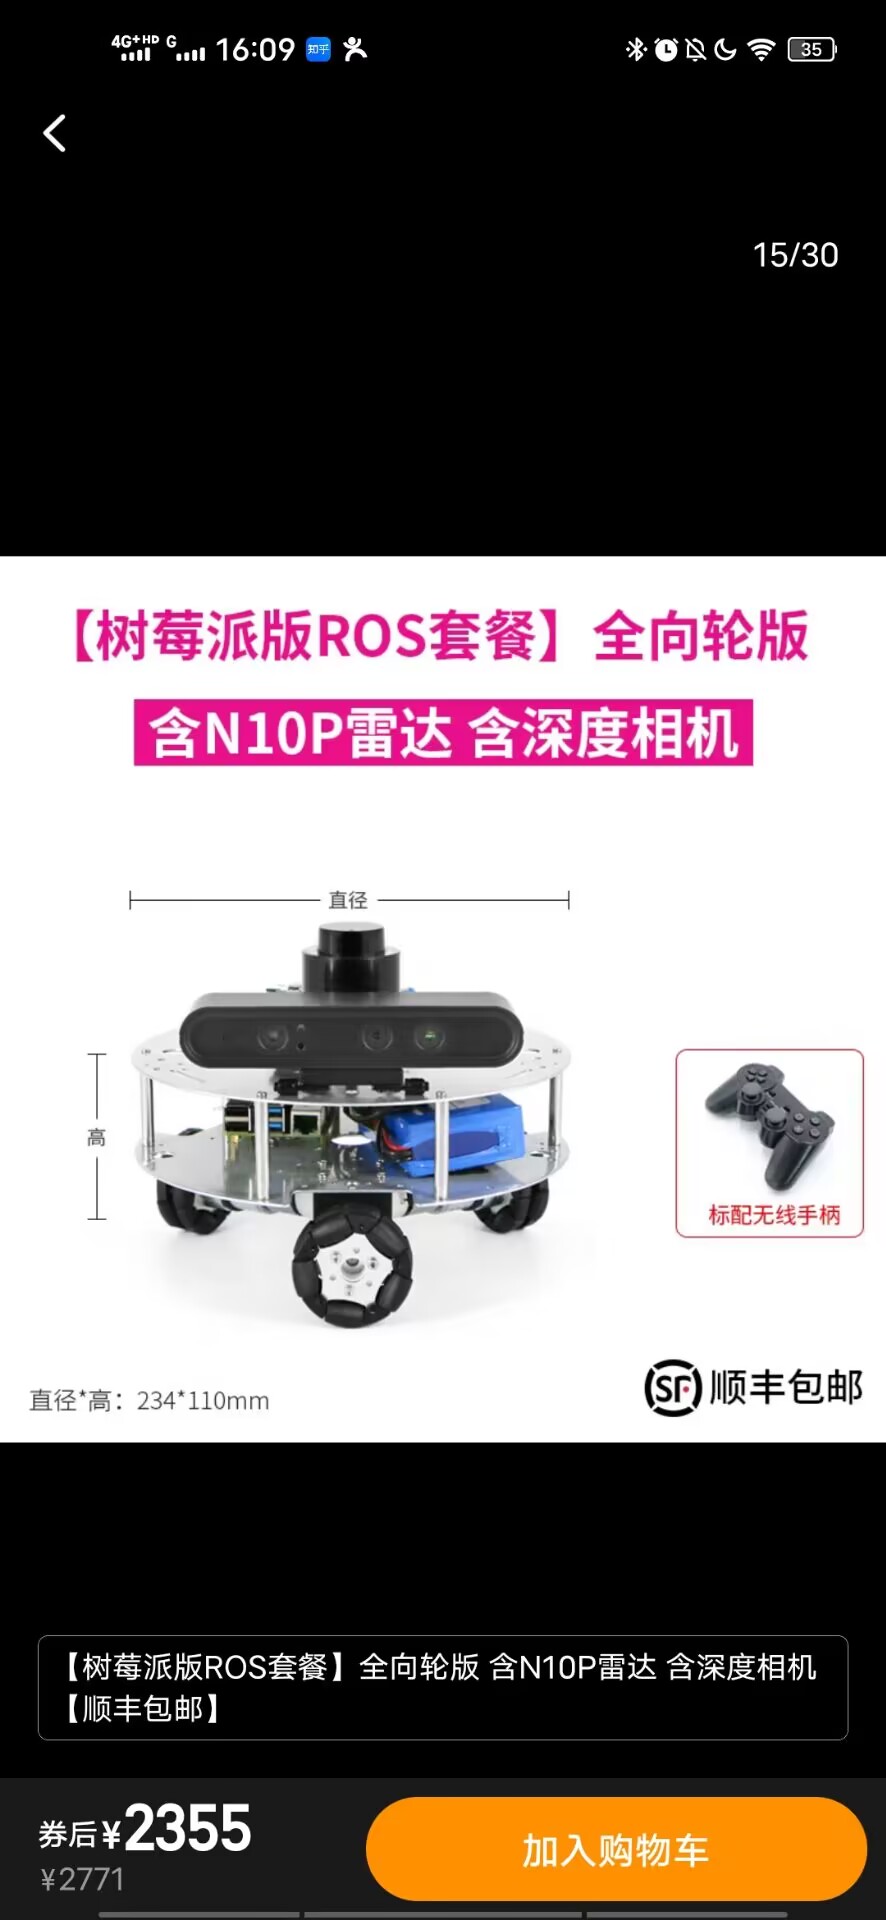 4G+HD G 16:09 知乎 35
15/30
【树莓派版ROS套餐】全向轮版
含N10P雷达 含深度相机
直径
高
标配无线手柄
直径*高：234*110mm
SF 顺丰包邮
【树莓派版ROS套餐】全向轮版 含N10P雷达 含深度相机
【顺丰包邮】
券后¥2355
¥2771
加入购物车